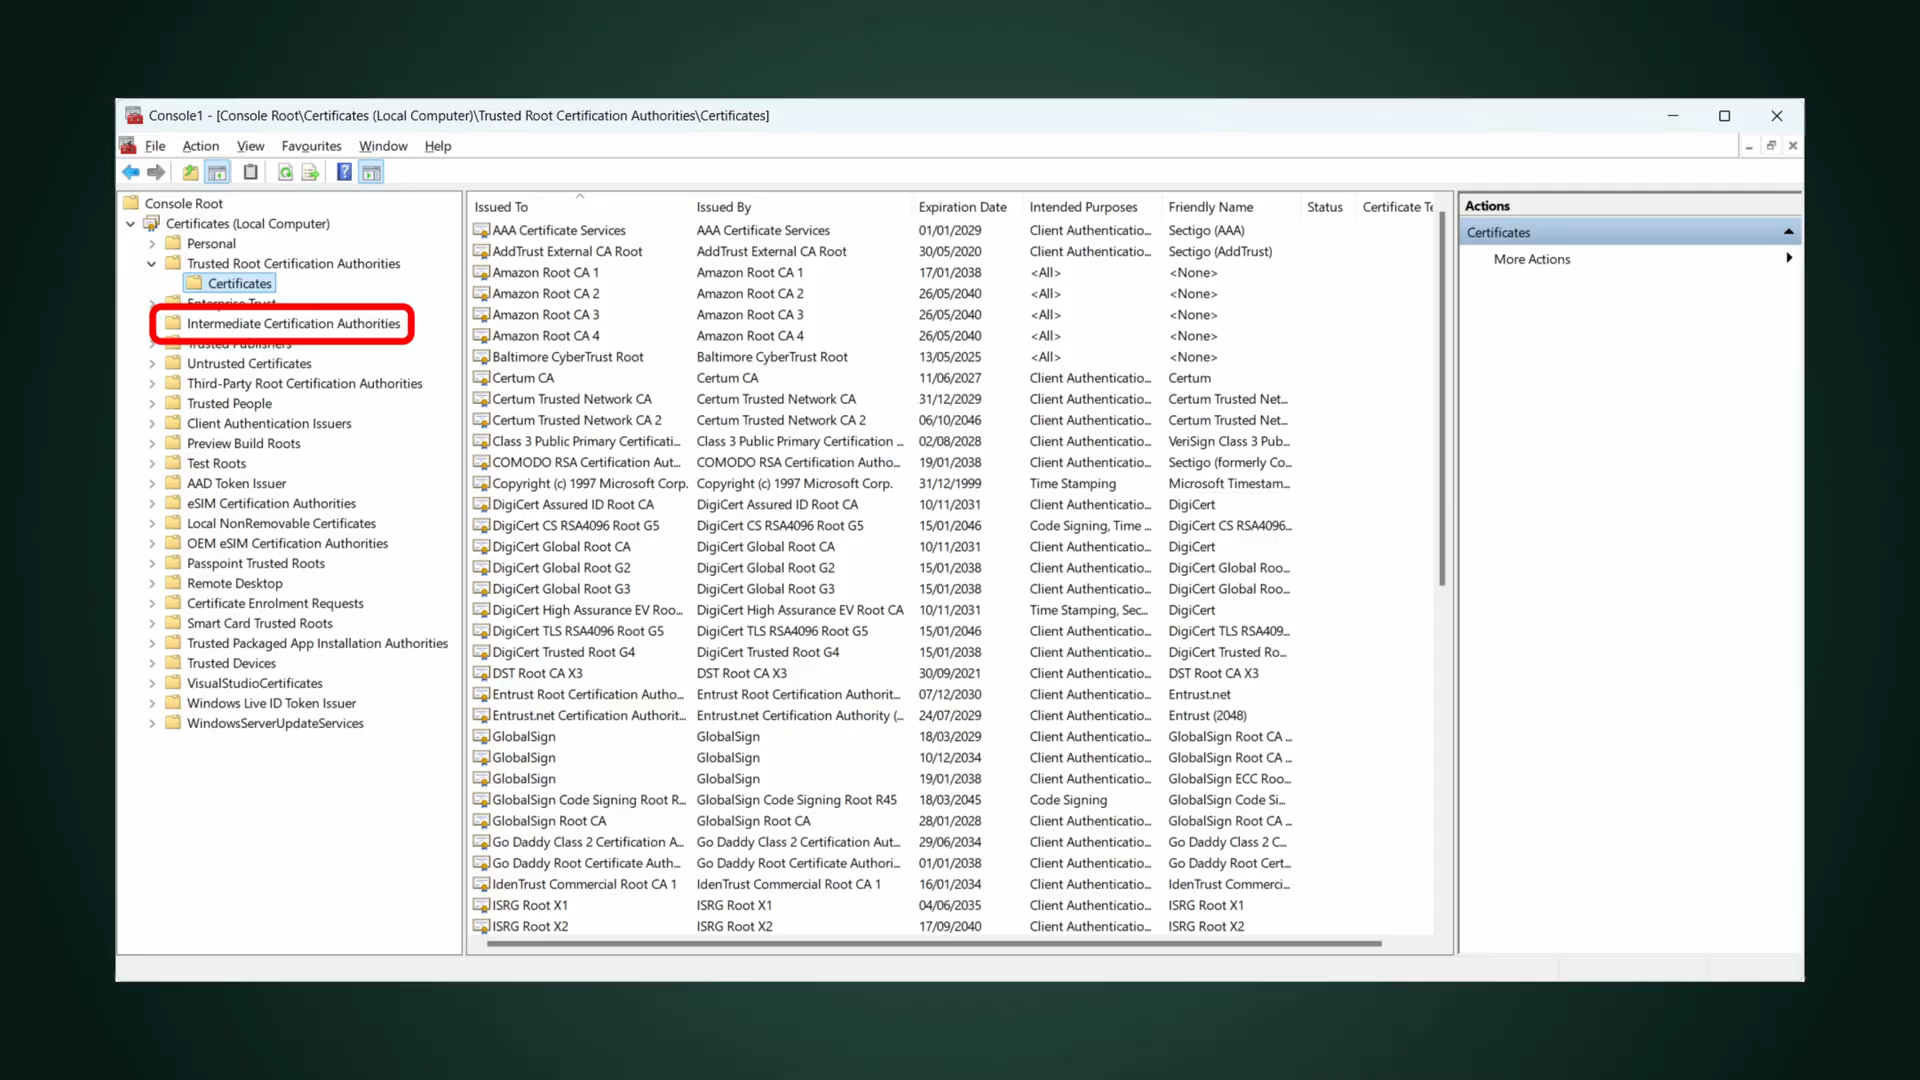 Console1 - [Console Root\Certificates (Local Computer)\Trusted Root Certification Authorities\Certificates]
File Action View Favourites Window Help
Console Root
Certificates (Local Computer)
Personal
Trusted Root Certification Authorities
Certificates
Enterprise Trust
Intermediate Certification Authorities
Trusted Publishers
Untrusted Certificates
Third-Party Root Certification Authorities
Trusted People
Client Authentication Issuers
Preview Build Roots
Test Roots
AAD Token Issuer
eSIM Certification Authorities
Local NonRemovable Certificates
OEM eSIM Certification Authorities
Passpoint Trusted Roots
Remote Desktop
Certificate Enrolment Requests
Smart Card Trusted Roots
Trusted Packaged App Installation Authorities
Trusted Devices
VisualStudioCertificates
Windows Live ID Token Issuer
WindowsServerUpdateServices
Issued To Issued By Expiration Date Intended Purposes Friendly Name Status Certificate Te
AAA Certificate Services AAA Certificate Services 01/01/2029 Client Authenticatio... Sectigo (AAA)
AddTrust External CA Root AddTrust External CA Root 30/05/2020 Client Authenticatio... Sectigo (AddTrust)
Amazon Root CA 1 Amazon Root CA 1 17/01/2038 <All> <None>
Amazon Root CA 2 Amazon Root CA 2 26/05/2040 <All> <None>
Amazon Root CA 3 Amazon Root CA 3 26/05/2040 <All> <None>
Amazon Root CA 4 Amazon Root CA 4 26/05/2040 <All> <None>
Baltimore CyberTrust Root Baltimore CyberTrust Root 13/05/2025 <All> <None>
Certum CA Certum CA 11/06/2027 Client Authenticatio... Certum
Certum Trusted Network CA Certum Trusted Network CA 31/12/2029 Client Authenticatio... Certum Trusted Net...
Certum Trusted Network CA 2 Certum Trusted Network CA 2 06/10/2046 Client Authenticatio... Certum Trusted Net...
Class 3 Public Primary Certificati... Class 3 Public Primary Certification ... 02/08/2028 Client Authenticatio... VeriSign Class 3 Pub...
COMODO RSA Certification Aut... COMODO RSA Certification Autho... 19/01/2038 Client Authenticatio... Sectigo (formerly Co...
Copyright (c) 1997 Microsoft Corp. Copyright (c) 1997 Microsoft Corp. 31/12/1999 Time Stamping Microsoft Timestam...
DigiCert Assured ID Root CA DigiCert Assured ID Root CA 10/11/2031 Client Authenticatio... DigiCert
DigiCert CS RSA4096 Root G5 DigiCert CS RSA4096 Root G5 15/01/2046 Code Signing, Time ... DigiCert CS RSA4096...
DigiCert Global Root CA DigiCert Global Root CA 10/11/2031 Client Authenticatio... DigiCert
DigiCert Global Root G2 DigiCert Global Root G2 15/01/2038 Client Authenticatio... DigiCert Global Roo...
DigiCert Global Root G3 DigiCert Global Root G3 15/01/2038 Client Authenticatio... DigiCert Global Roo...
DigiCert High Assurance EV Roo... DigiCert High Assurance EV Root CA 10/11/2031 Time Stamping, Sec... DigiCert
DigiCert TLS RSA4096 Root G5 DigiCert TLS RSA4096 Root G5 15/01/2046 Client Authenticatio... DigiCert TLS RSA409...
DigiCert Trusted Root G4 DigiCert Trusted Root G4 15/01/2038 Client Authenticatio... DigiCert Trusted Ro...
DST Root CA X3 DST Root CA X3 30/09/2021 Client Authenticatio... DST Root CA X3
Entrust Root Certification Autho... Entrust Root Certification Authorit... 07/12/2030 Client Authenticatio... Entrust.net
Entrust.net Certification Authorit... Entrust.net Certification Authority (... 24/07/2029 Client Authenticatio... Entrust (2048)
GlobalSign GlobalSign 18/03/2029 Client Authenticatio... GlobalSign Root CA ...
GlobalSign GlobalSign 10/12/2034 Client Authenticatio... GlobalSign Root CA ...
GlobalSign GlobalSign 19/01/2038 Client Authenticatio... GlobalSign ECC Roo...
GlobalSign Code Signing Root R... GlobalSign Code Signing Root R45 18/03/2045 Code Signing GlobalSign Code Si...
GlobalSign Root CA GlobalSign Root CA 28/01/2028 Client Authenticatio... GlobalSign Root CA ...
Go Daddy Class 2 Certification A... Go Daddy Class 2 Certification Aut... 29/06/2034 Client Authenticatio... Go Daddy Class 2 C...
Go Daddy Root Certificate Auth... Go Daddy Root Certificate Authori... 01/01/2038 Client Authenticatio... Go Daddy Root Cert...
IdenTrust Commercial Root CA 1 IdenTrust Commercial Root CA 1 16/01/2034 Client Authenticatio... IdenTrust Commerci...
ISRG Root X1 ISRG Root X1 04/06/2035 Client Authenticatio... ISRG Root X1
ISRG Root X2 ISRG Root X2 17/09/2040 Client Authenticatio... ISRG Root X2
Actions
Certificates
More Actions